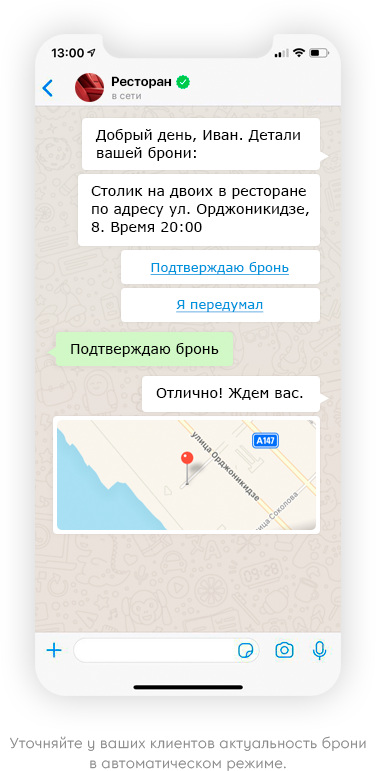 13:00
Ресторан
в сети
Добрый день, Иван. Детали
вашей брони:
Столик на двоих в ресторане
по адресу ул. Орджоникидзе,
8. Время 20:00
Подтверждаю бронь
Я передумал
Подтверждаю бронь
Отлично! Ждем вас.
улица Орджоникидзе
А147
улица Соколова
Уточняйте у ваших клиентов актуальность брони
в автоматическом режиме.